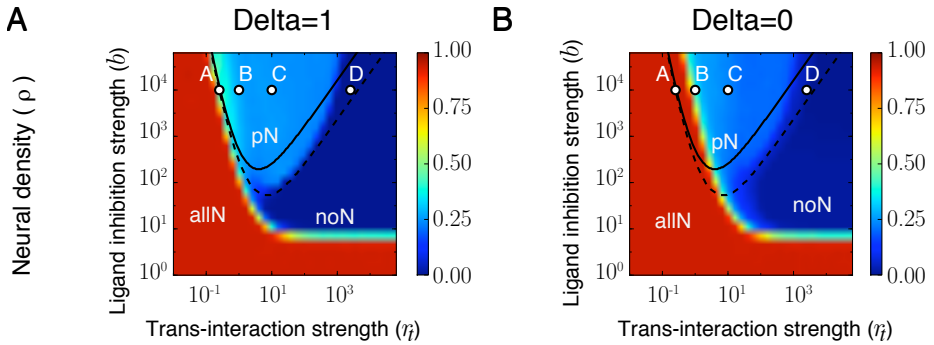 A
Delta=1
B
Delta=0
Neural density ( ρ )
Ligand inhibition strength (b)
10^4
10^3
10^2
10^1
10^0
A
B
C
D
pN
allN
noN
10^-1
10^1
10^3
Trans-interaction strength (r_t)
1.00
0.75
0.50
0.25
0.00
Ligand inhibition strength (b)
10^4
10^3
10^2
10^1
10^0
A
B
C
D
pN
allN
noN
10^-1
10^1
10^3
Trans-interaction strength (r_t)
1.00
0.75
0.50
0.25
0.00